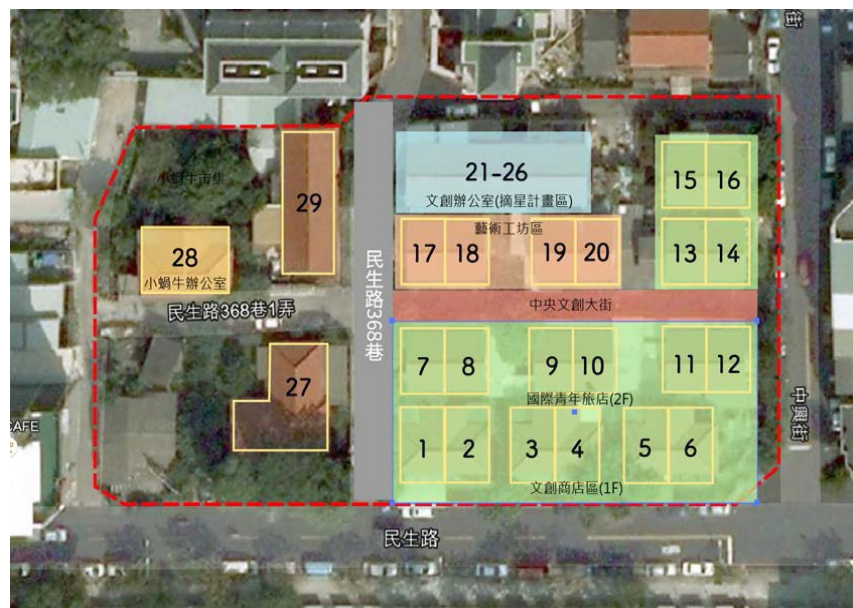 街
21-26
文創辦公室(摘星計畫區)
15 16
小蝸牛市集
29
藝術工坊區
17 18 19 20 13 14
28
小蝸牛辦公室
民生路368巷1弄
民生路368巷
中央文創大街
7 8 9 10 11 12
27
國際青年旅店(2F)
中興街
CAFE
1 2 3 4 5 6
文創商店區(1F)
民生路